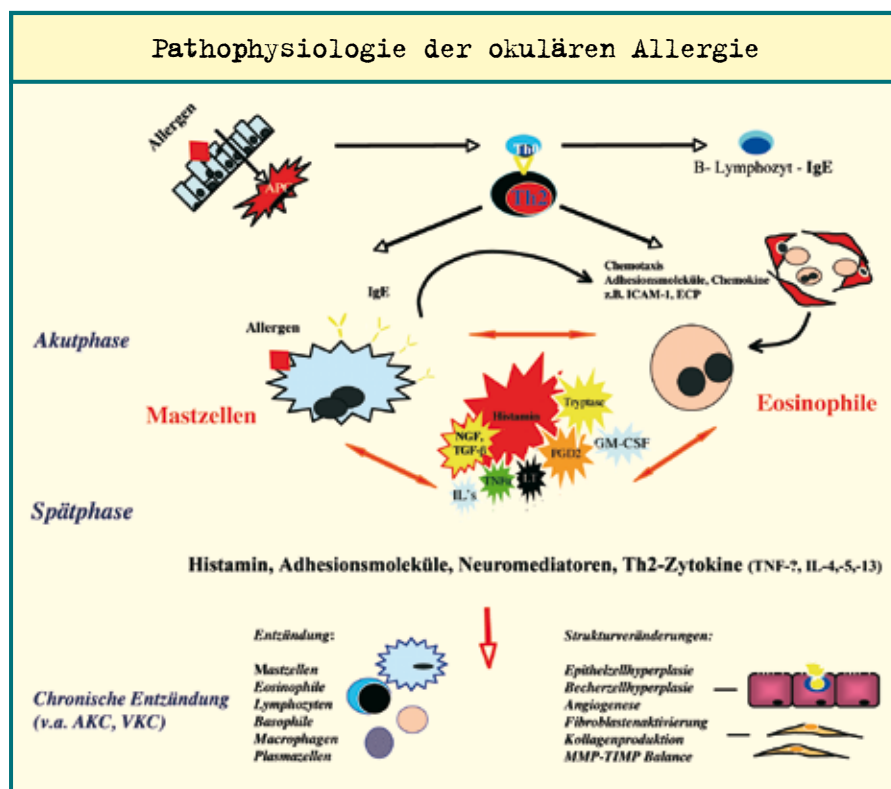 Pathophysiologie der okulären Allergie
Allergen
APC
Th0
Th2
B- Lymphozyt - IgE
IgE
Chemotaxis
Adhesionsmoleküle, Chemokine
z.B. ICAM-1, ECP
Akutphase
Allergen
Mastzellen
Eosinophile
Histamin
Tryptase
NGF,
TGF-β
PGD2
GM-CSF
IL´s
TNFα
LT
Spätphase
Histamin, Adhesionsmoleküle, Neuromediatoren, Th2-Zytokine (TNF-?, IL-4,-5,-13)
Chronische Entzündung
(v.a. AKC, VKC)
Entzündung:
Mastzellen
Eosinophile
Lymphozyten
Basophile
Macrophagen
Plasmazellen
Strukturveränderungen:
Epithelzellhyperplasie
Becherzellhyperplasie
Angiogenese
Fibroblastenaktivierung
Kollagenproduktion
MMP-TIMP Balance